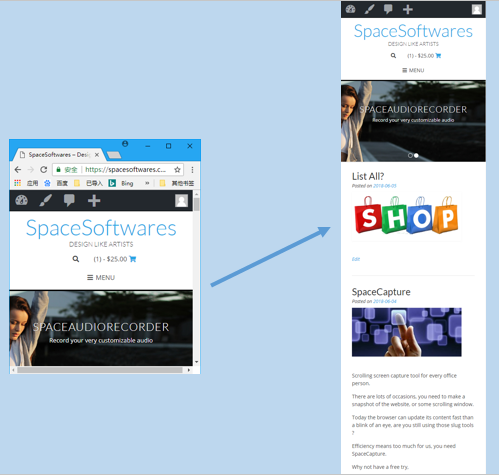 SpaceSoftwares – Desi
安全
https://spacesoftwares.c...
应用
百度
已导入
Bing
»
其他书签
SpaceSoftwares
DESIGN LIKE ARTISTS
(1) - $25.00
MENU
SPACEAUDIORECORDER
Record your very customizable audio
SpaceSoftwares
DESIGN LIKE ARTISTS
(1) - $25.00
MENU
SPACEAUDIORECORDER
Record your very customizable audio
List All?
Posted on 2018-06-05
SHOP
Edit
SpaceCapture
Posted on 2018-06-04
Scrolling screen capture tool for every office
person.
There are lots of occasions, you need to make a
snapshot of the website, or some scrolling window.
Today the browser can update its content fast than
a blink of an eye, are you still using those slug tools
?
Efficiency means too much for us, you need
SpaceCapture.
Why not have a free try.